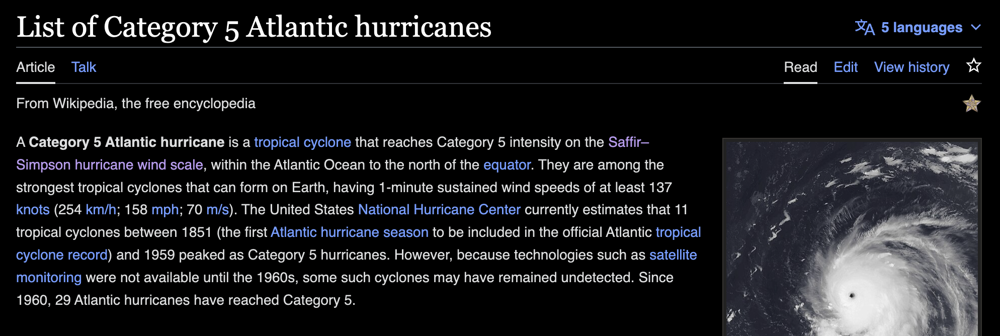 List of Category 5 Atlantic hurricanes
文A 5 languages
Article Talk
Read Edit View history
From Wikipedia, the free encyclopedia
A Category 5 Atlantic hurricane is a tropical cyclone that reaches Category 5 intensity on the Saffir–
Simpson hurricane wind scale, within the Atlantic Ocean to the north of the equator. They are among the
strongest tropical cyclones that can form on Earth, having 1-minute sustained wind speeds of at least 137
knots (254 km/h; 158 mph; 70 m/s). The United States National Hurricane Center currently estimates that 11
tropical cyclones between 1851 (the first Atlantic hurricane season to be included in the official Atlantic tropical
cyclone record) and 1959 peaked as Category 5 hurricanes. However, because technologies such as satellite
monitoring were not available until the 1960s, some such cyclones may have remained undetected. Since
1960, 29 Atlantic hurricanes have reached Category 5.